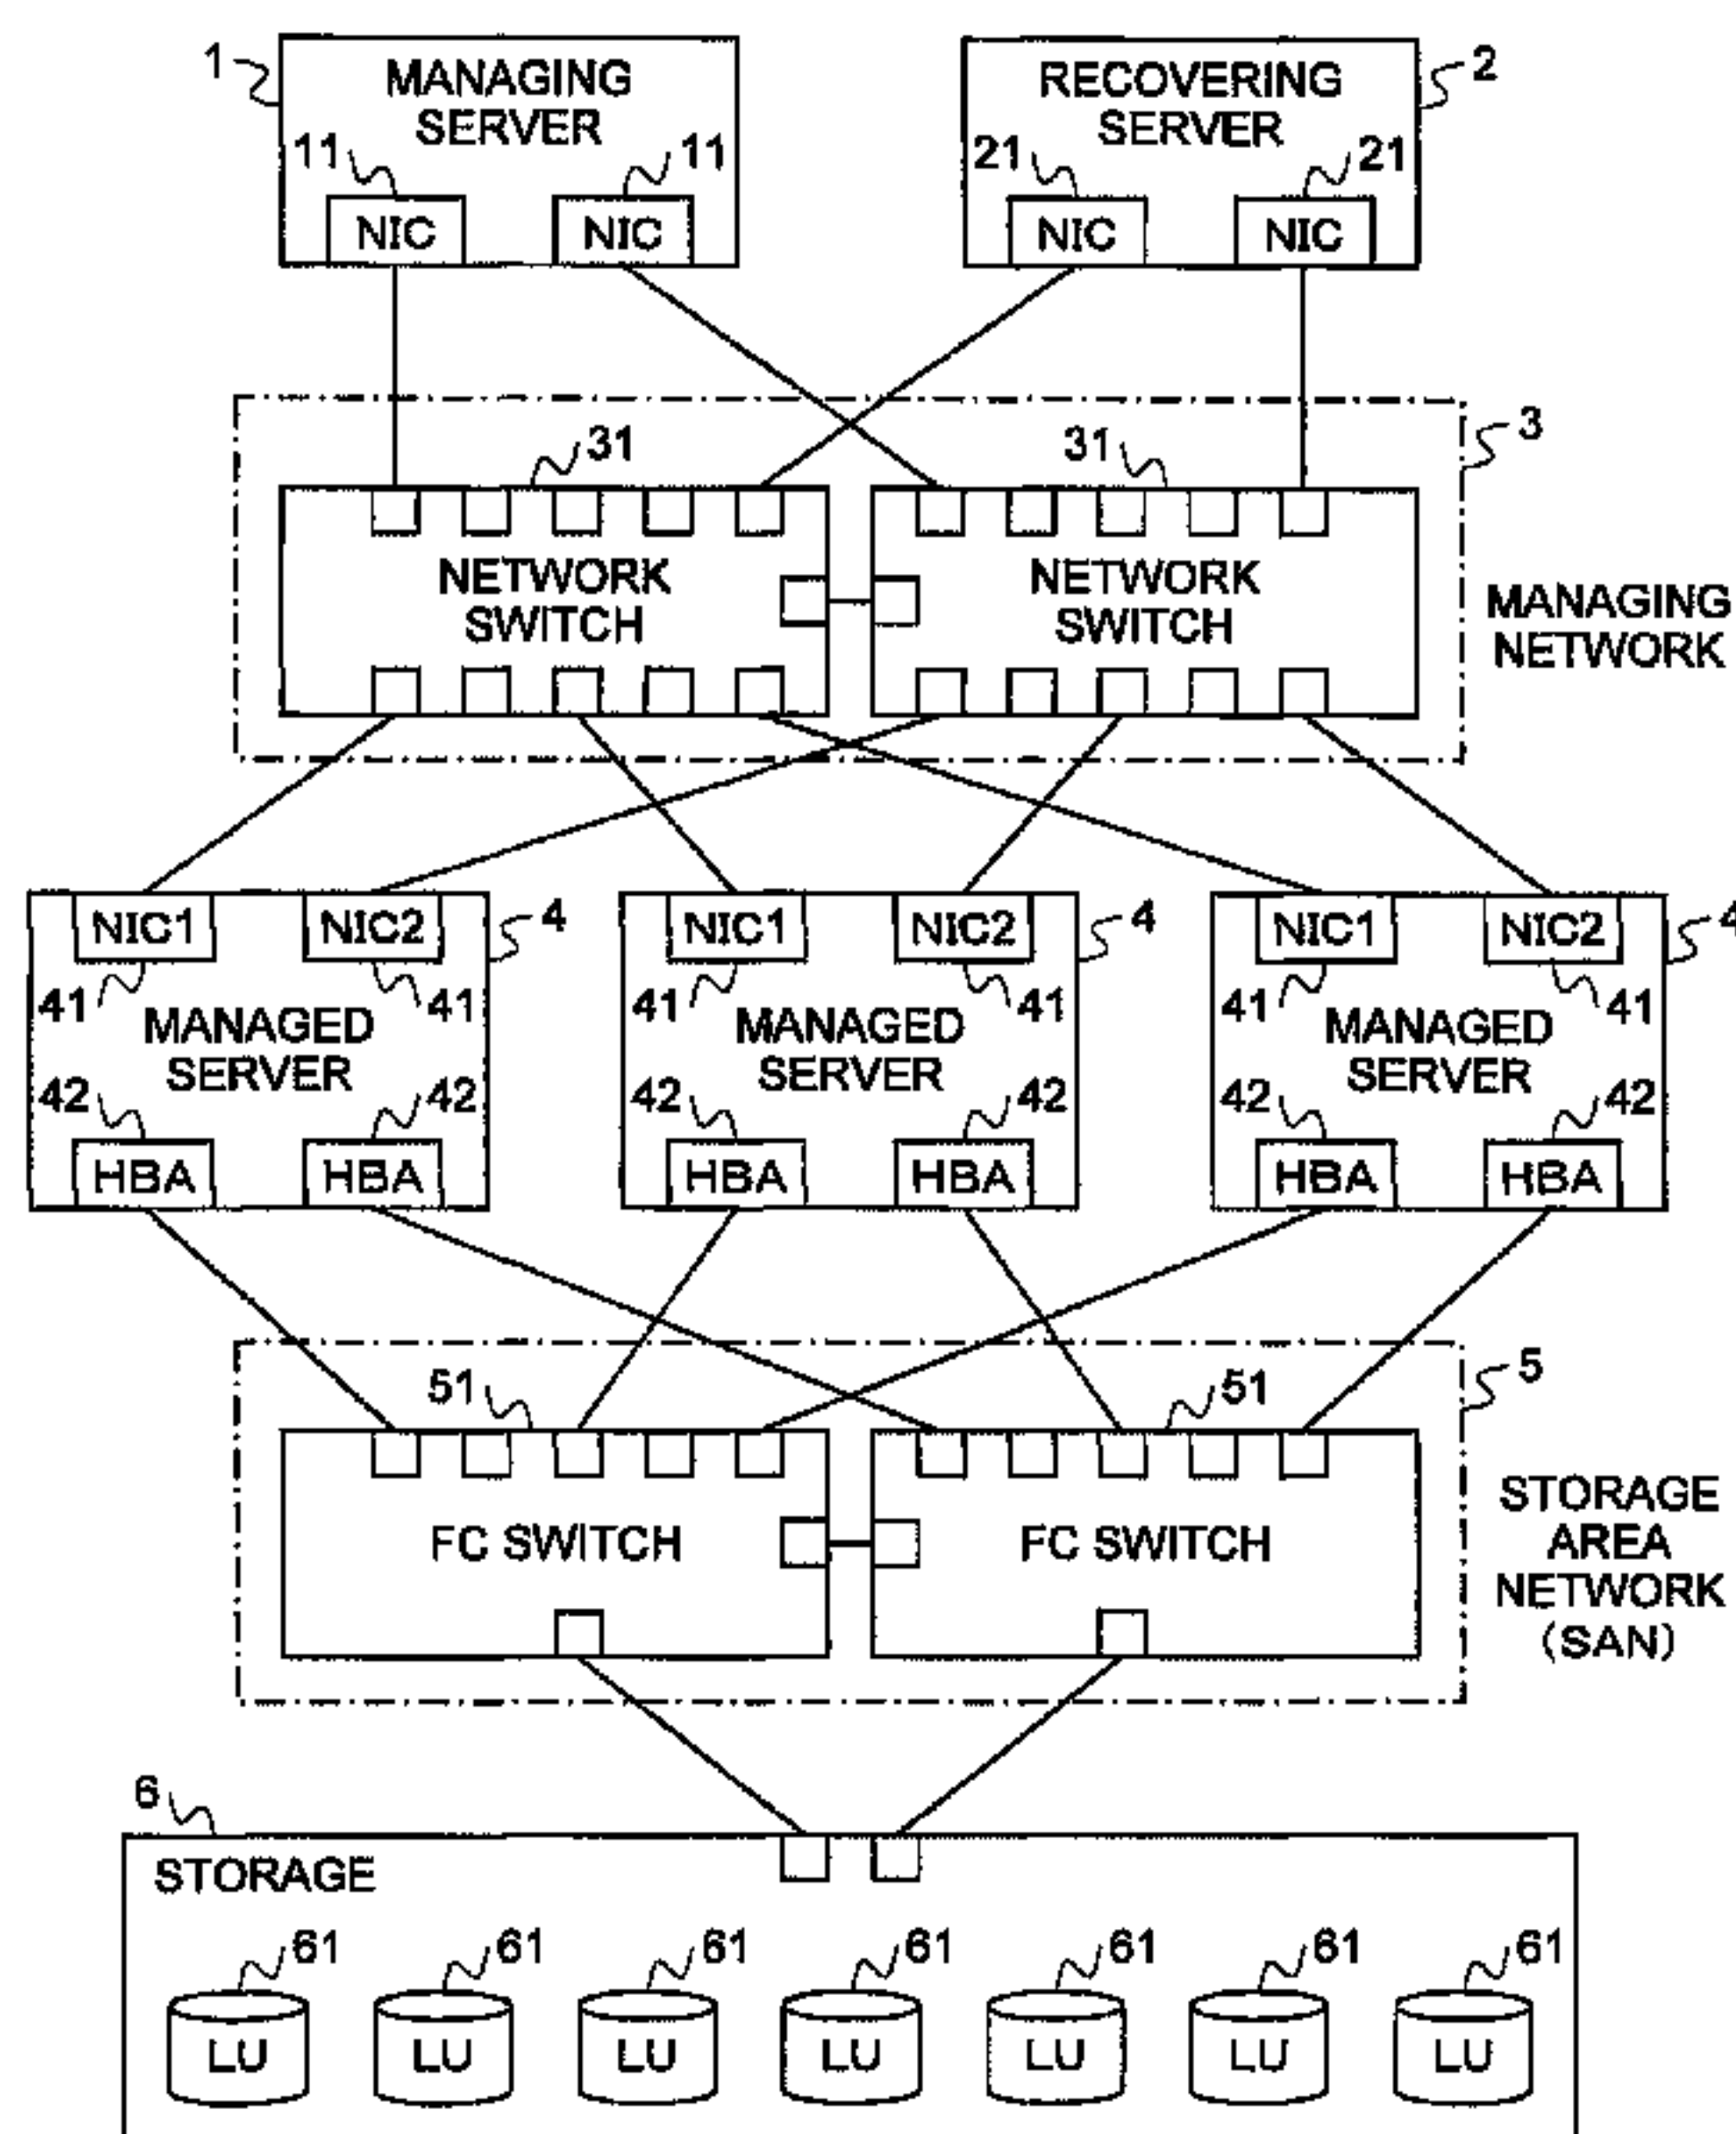 1
MANAGING
SERVER
11
11
NIC
NIC
2
RECOVERING
SERVER
21
21
NIC
NIC
3
31
31
NETWORK
SWITCH
NETWORK
SWITCH
MANAGING
NETWORK
NIC1
NIC2
4
41
41
MANAGED
SERVER
42
42
HBA
HBA
NIC1
NIC2
4
41
41
MANAGED
SERVER
42
42
HBA
HBA
NIC1
NIC2
4
41
41
MANAGED
SERVER
42
42
HBA
HBA
5
51
51
FC SWITCH
FC SWITCH
STORAGE
AREA
NETWORK
(SAN)
6
STORAGE
61
61
61
61
61
61
61
LU
LU
LU
LU
LU
LU
LU